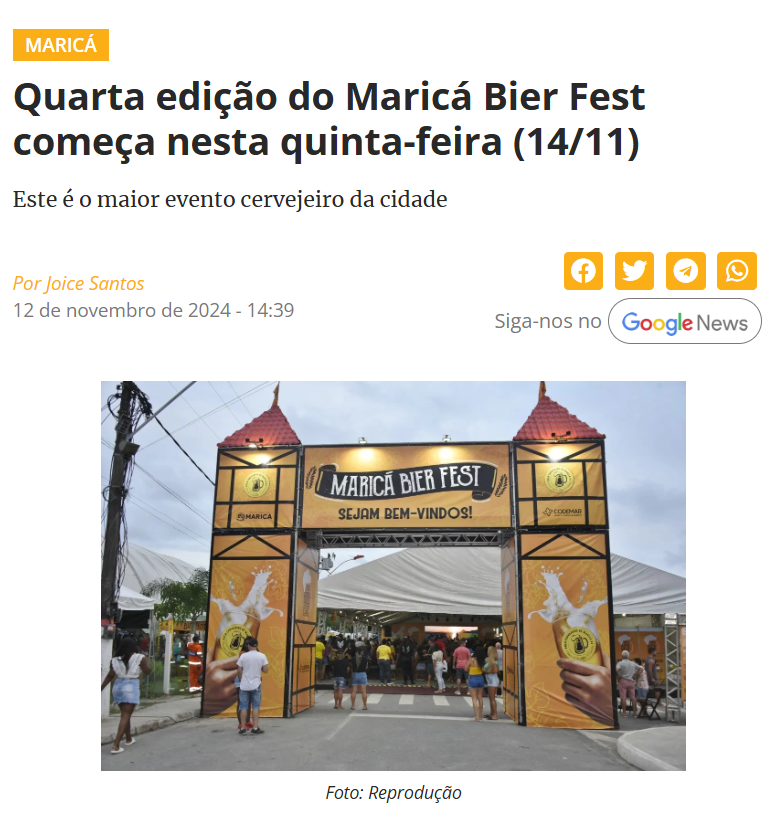 MARICÁ
Quarta edição do Maricá Bier Fest
começa nesta quinta-feira (14/11)
Este é o maior evento cervejeiro da cidade
Por Joice Santos
12 de novembro de 2024 - 14:39
Siga-nos no Google News
MARICÁ BIER FEST
SEJAM BEM-VINDOS!
MARICÁ
CODEMAR
Foto: Reprodução